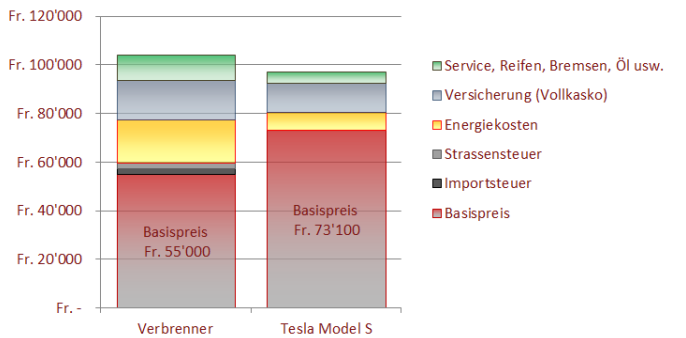 Fr. 120'000
Fr. 100'000
Fr. 80'000
Fr. 60'000
Fr. 40'000
Fr. 20'000
Fr. -
Basispreis
Fr. 55'000
Basispreis
Fr. 73'100
Verbrenner
Tesla Model S
Service, Reifen, Bremsen, Öl usw.
Versicherung (Vollkasko)
Energiekosten
Strassensteuer
Importsteuer
Basispreis